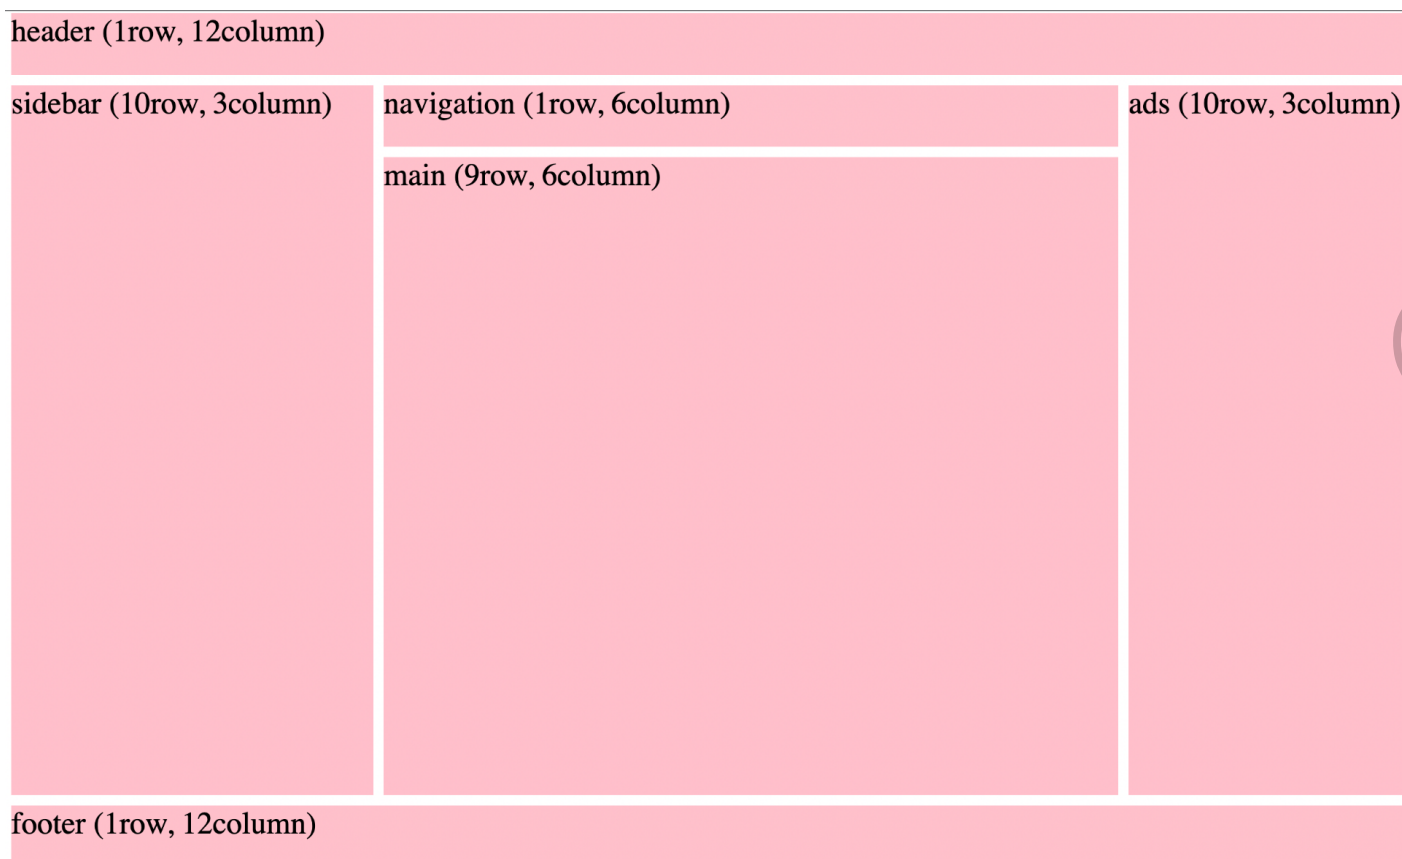 header (1row, 12column)
sidebar (10row, 3column)
navigation (1row, 6column)
ads (10row, 3column)
main (9row, 6column)
footer (1row, 12column)